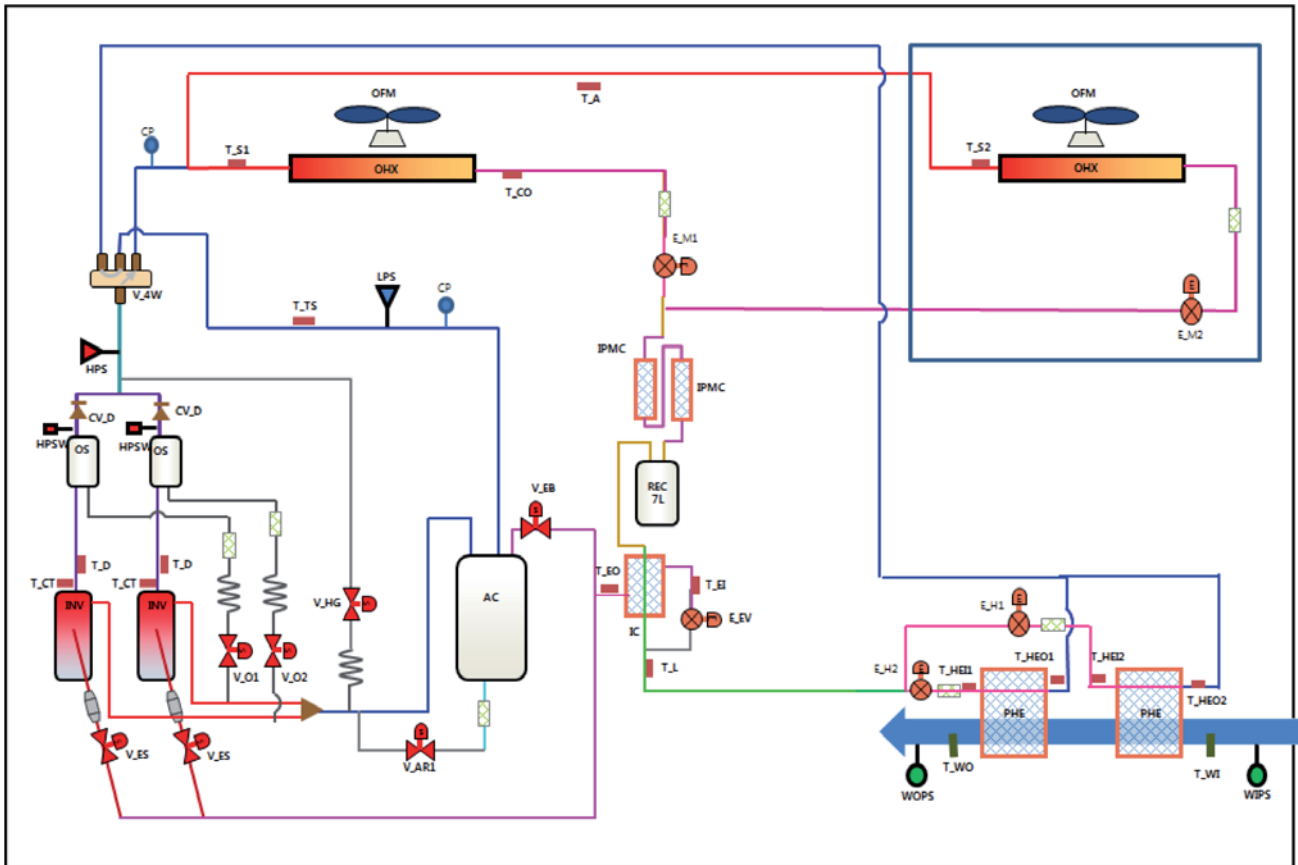 OFM
OFM
T_A
CP
T_S1
T_S2
OHX
OHX
T_CO
E_M1
V_4W
LPS
CP
T_TS
E
E_M2
HPS
IPMC
IPMC
CV_D
CV_D
HPSW
HPSW
OS
OS
REC
7L
V_EB
S
T_D
T_D
T_CT
T_CT
T_EO
T_EI
INV
INV
V_HG
S
AC
E_EV
IC
E_H1
E
T_L
T_HEO1
T_HEI2
E_H2
E
T_HEI1
V_O1
S
V_O2
S
T_HEO2
PHE
PHE
V_ES
S
V_ES
S
V_AR1
S
T_WO
T_WI
WOPS
WIPS